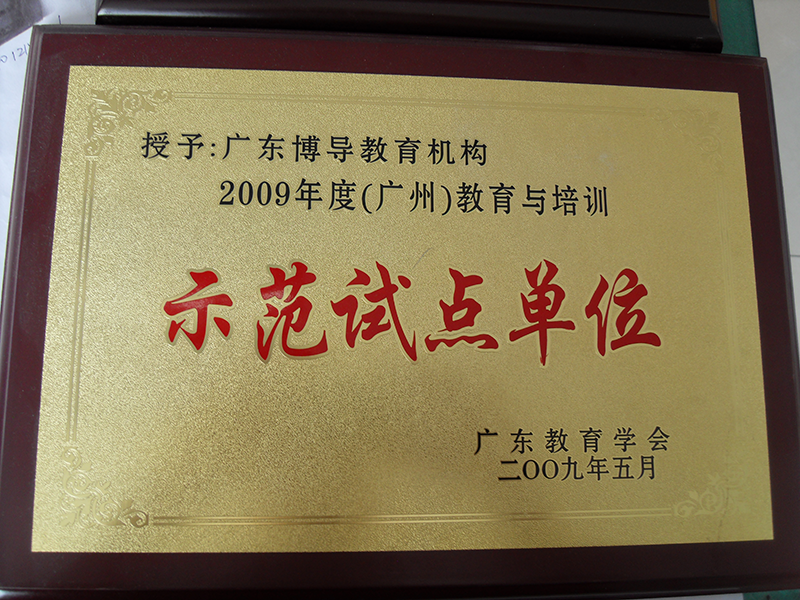 授予:广东博导教育机构
2009年度(广州)教育与培训
示范试点单位
广东教育学会
二OO九年五月